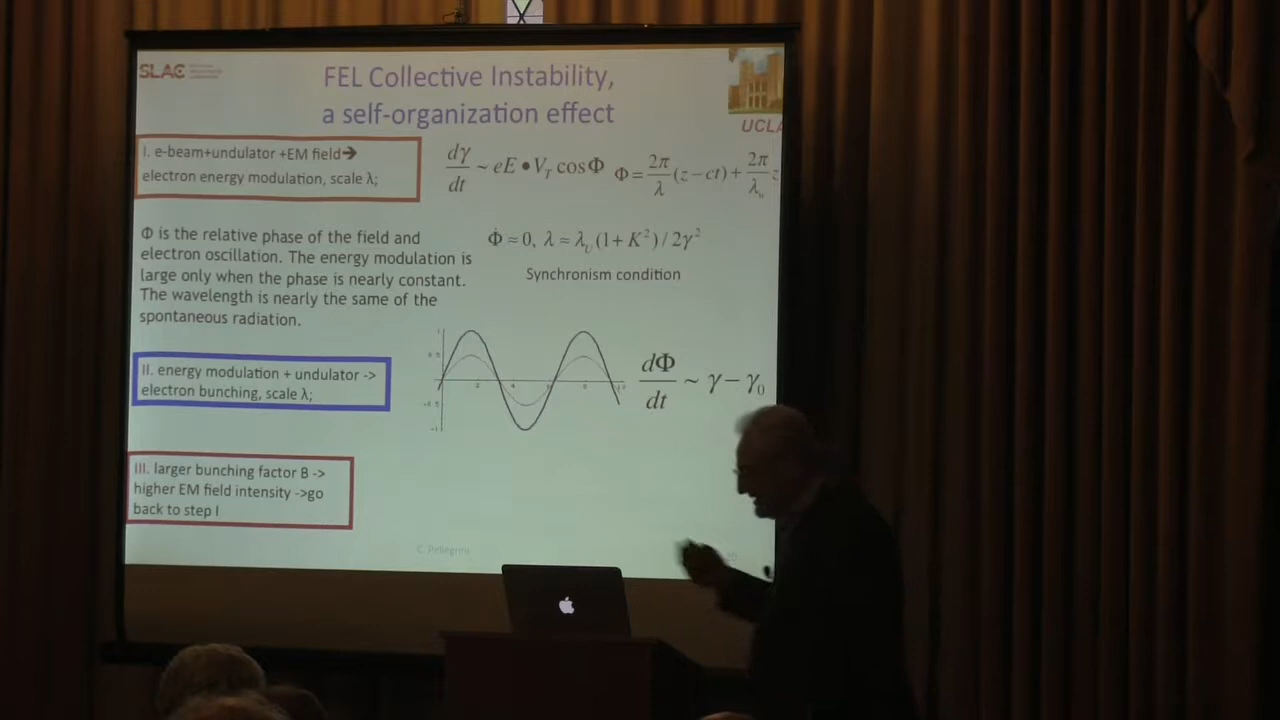 SLAC
FEL Collective Instability,
a self-organization effect
UCLA
I. e-beam+undulator +EM field➔
electron energy modulation, scale λ;
dγ/dt ~ eE • V_T cosΦ
Φ = 2π/λ (z − ct) + 2π/λ_u z
Φ is the relative phase of the field and
electron oscillation. The energy modulation is
large only when the phase is nearly constant.
The wavelength is nearly the same of the
spontaneous radiation.
Φ̇ ≈ 0, λ ≈ λ_U (1+ K²) / 2γ²
Synchronism condition
II. energy modulation + undulator ->
electron bunching, scale λ;
dΦ/dt ~ γ − γ₀
III. larger bunching factor B ->
higher EM field intensity ->go
back to step I
C. Pellegrini